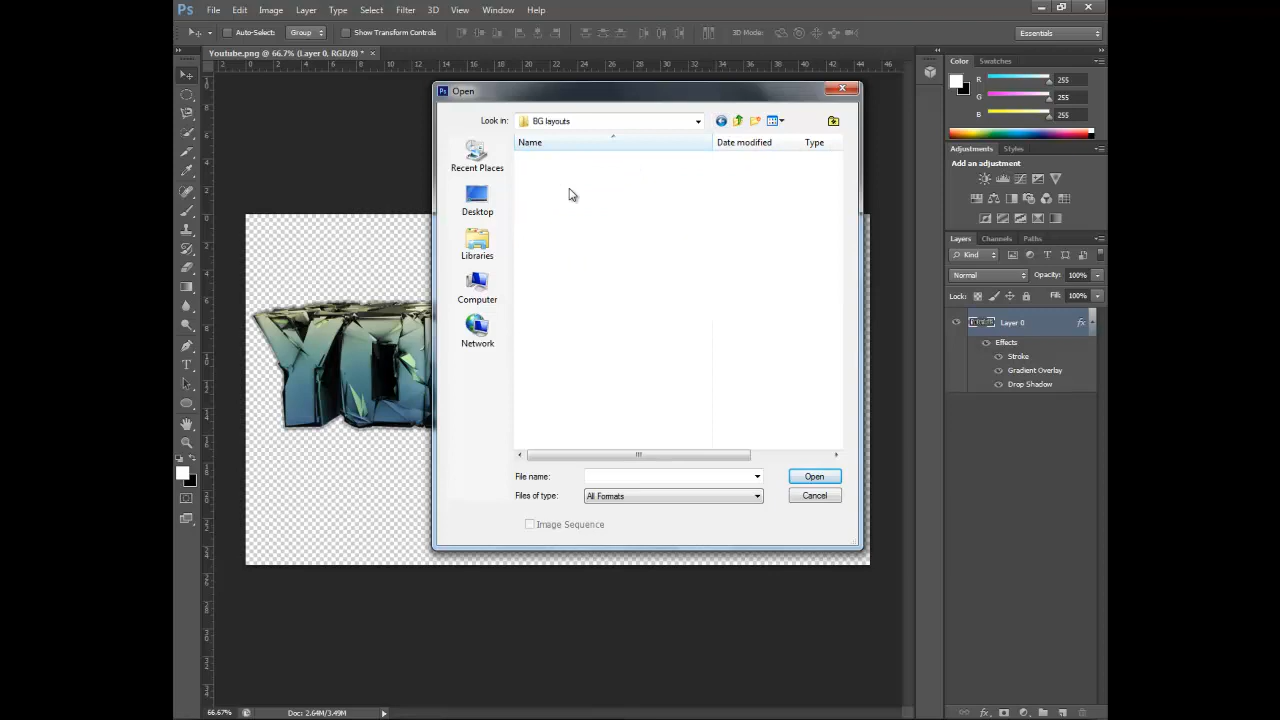 Ps File Edit Image Layer Type Select Filter 3D View Window Help
Auto-Select: Group Show Transform Controls 3D Mode: Essentials
Youtube.png @ 66.7% (Layer 0, RGB/8) *
Color Swatches
R 255
G 255
B 255
Adjustments Styles
Add an adjustment
Layers Channels Paths
Kind
Normal Opacity: 100%
Lock: Fill: 100%
Layer 0 fx
Effects
Stroke
Gradient Overlay
Drop Shadow
Open
Look in: BG layouts
Name Date modified Type
Recent Places
Desktop
Libraries
Computer
Network
File name: Open
Files of type: All Formats Cancel
Image Sequence
66.67% Doc: 2.64M/3.49M